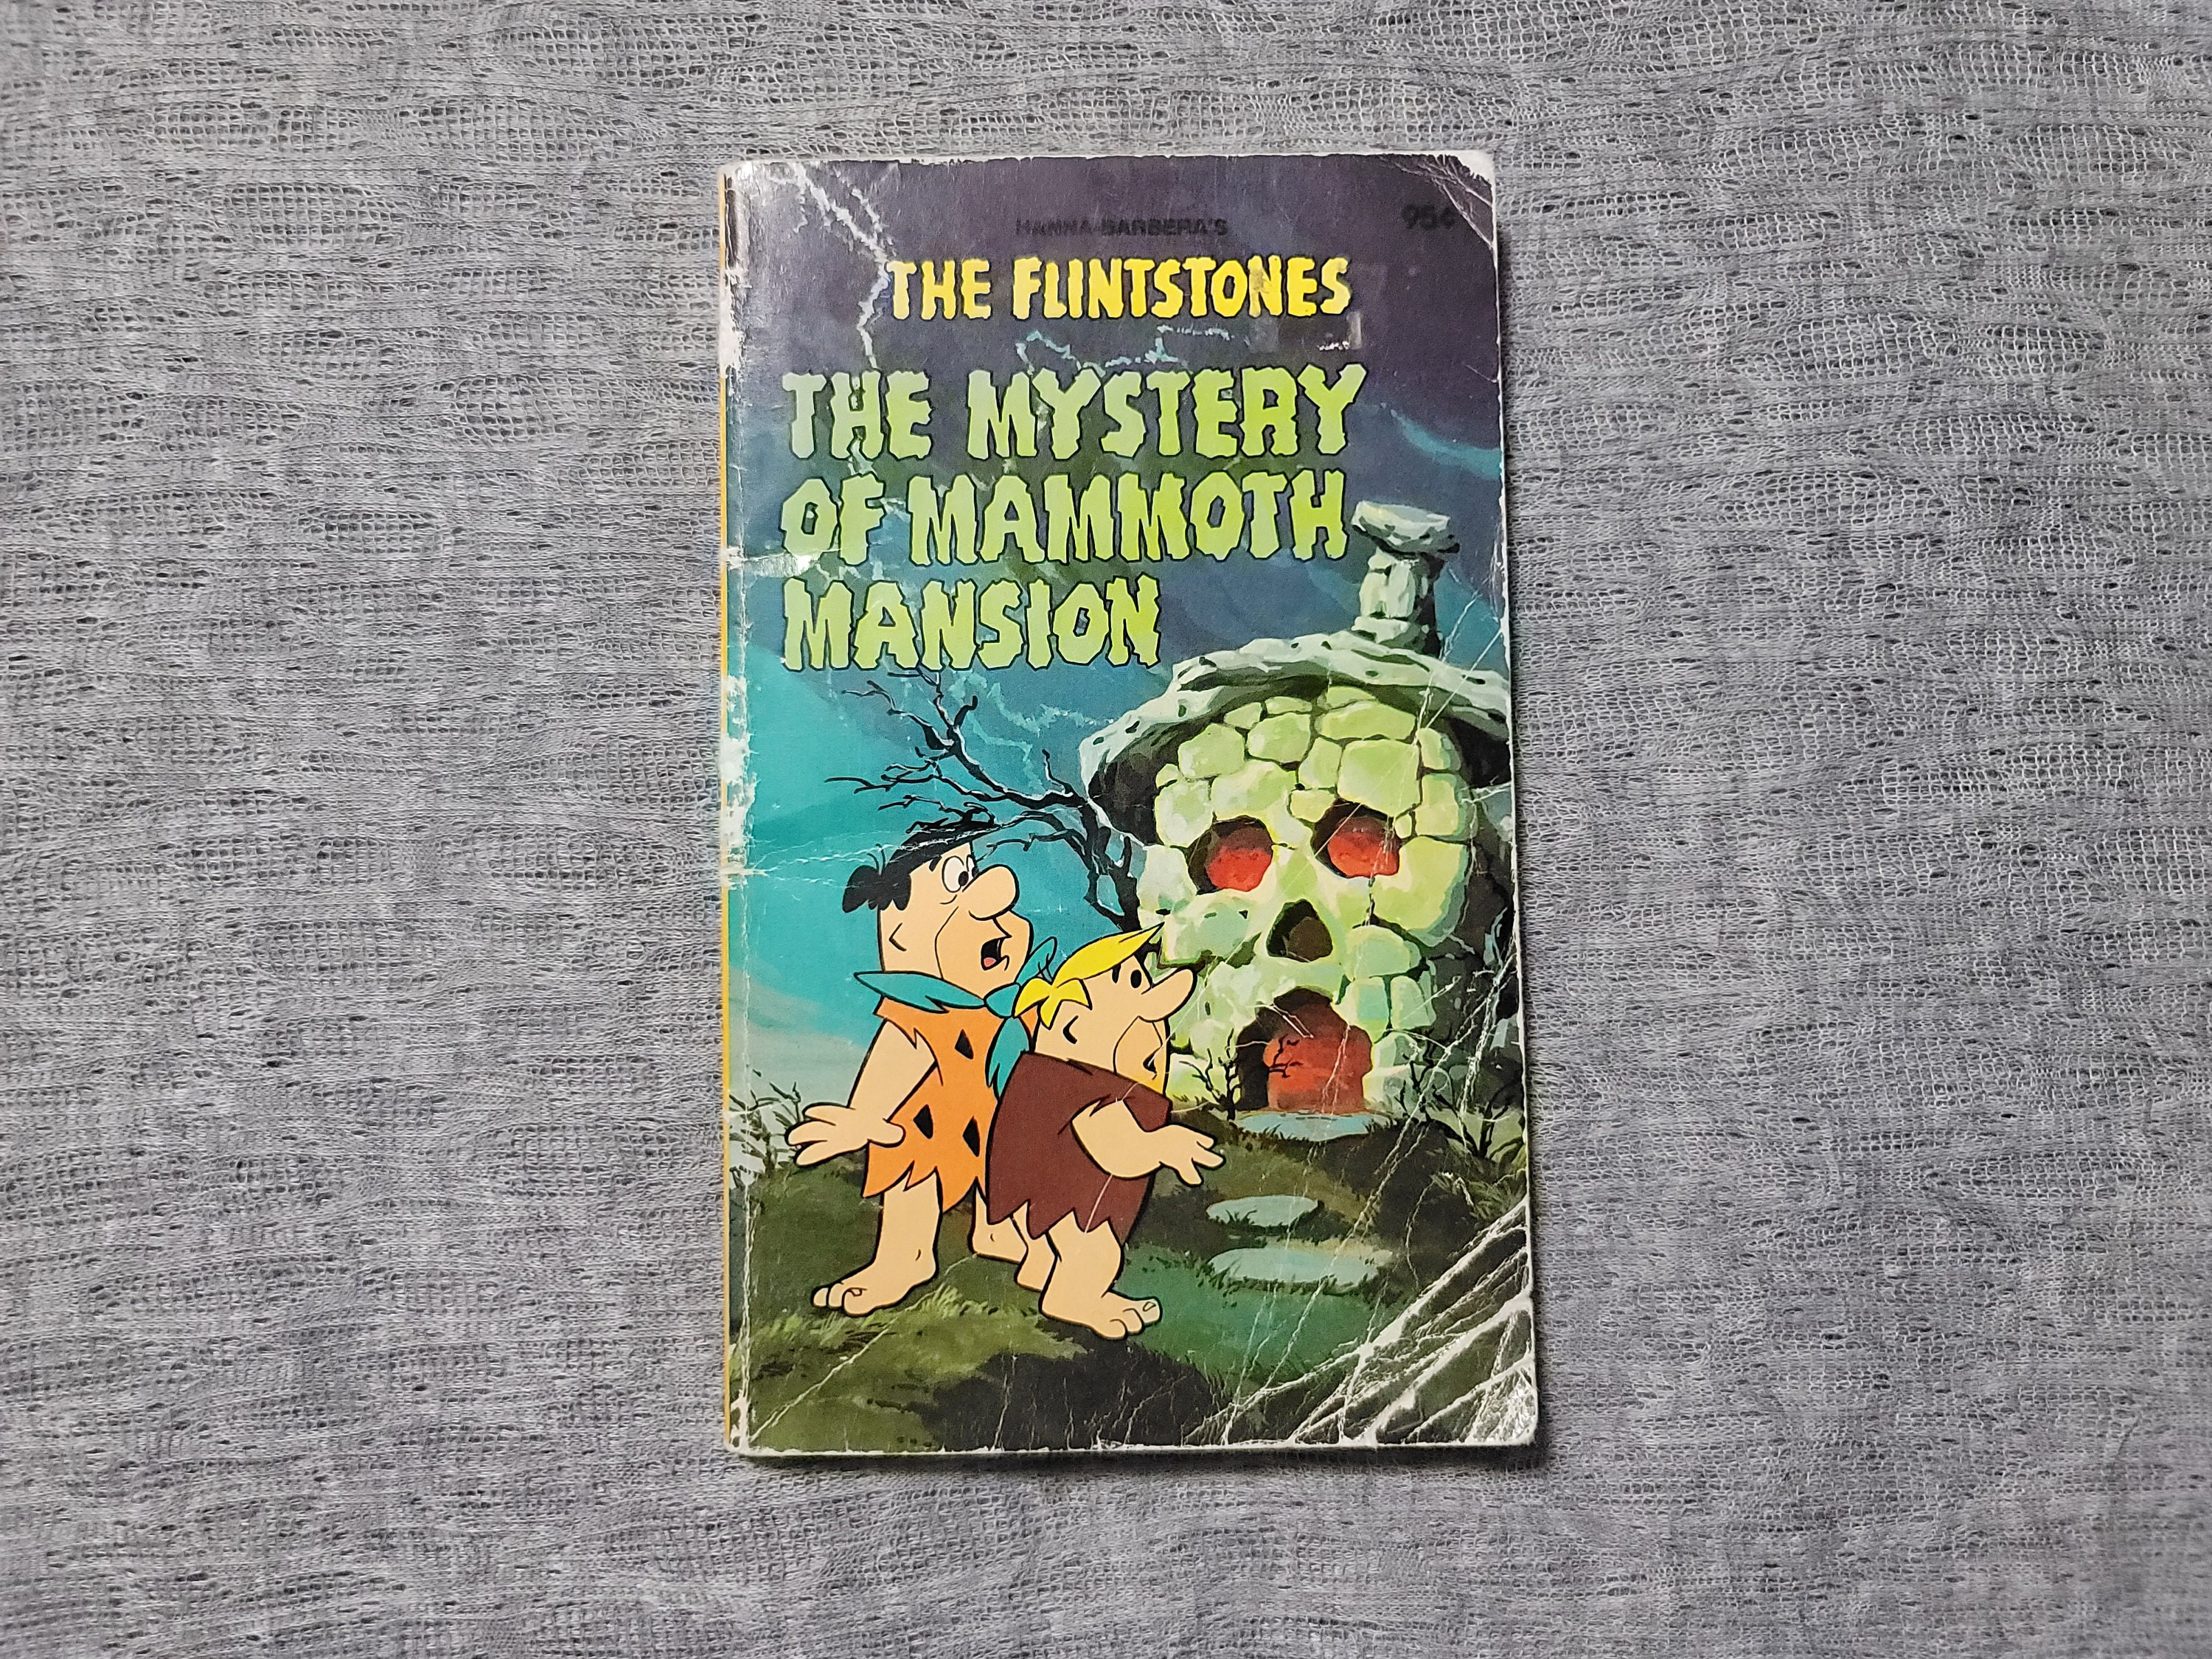 HANNA-BARBERA'S
95¢
THE FLINTSTONES
THE MYSTERY
OF MAMMOTH
MANSION